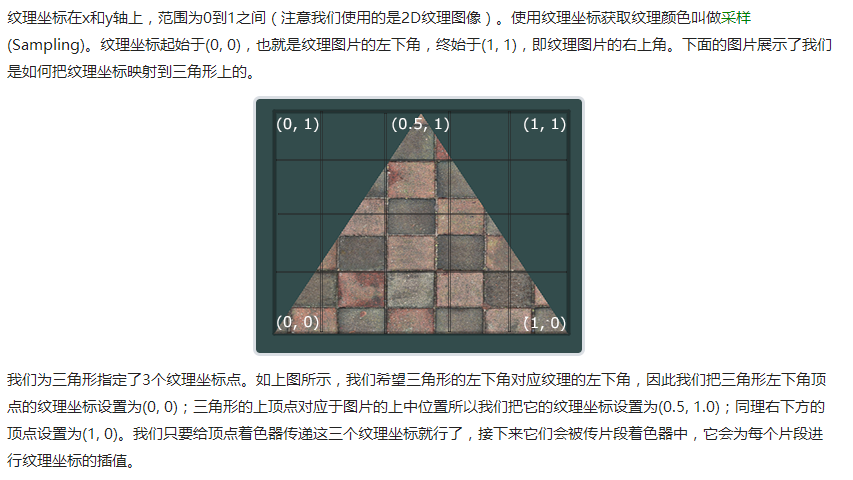 纹理坐标在x和y轴上，范围为0到1之间（注意我们使用的是2D纹理图像）。使用纹理坐标获取纹理颜色叫做采样
(Sampling)。纹理坐标起始于(0, 0)，也就是纹理图片的左下角，终始于(1, 1)，即纹理图片的右上角。下面的图片展示了我们
是如何把纹理坐标映射到三角形上的。
(0, 1) (0.5, 1) (1, 1)
(0, 0) (1, 0)
我们为三角形指定了3个纹理坐标点。如上图所示，我们希望三角形的左下角对应纹理的左下角，因此我们把三角形左下角顶
点的纹理坐标设置为(0, 0)；三角形的上顶点对应于图片的上中位置所以我们把它的纹理坐标设置为(0.5, 1.0)；同理右下方的
顶点设置为(1, 0)。我们只要给顶点着色器传递这三个纹理坐标就行了，接下来它们会被传片段着色器中，它会为每个片段进
行纹理坐标的插值。